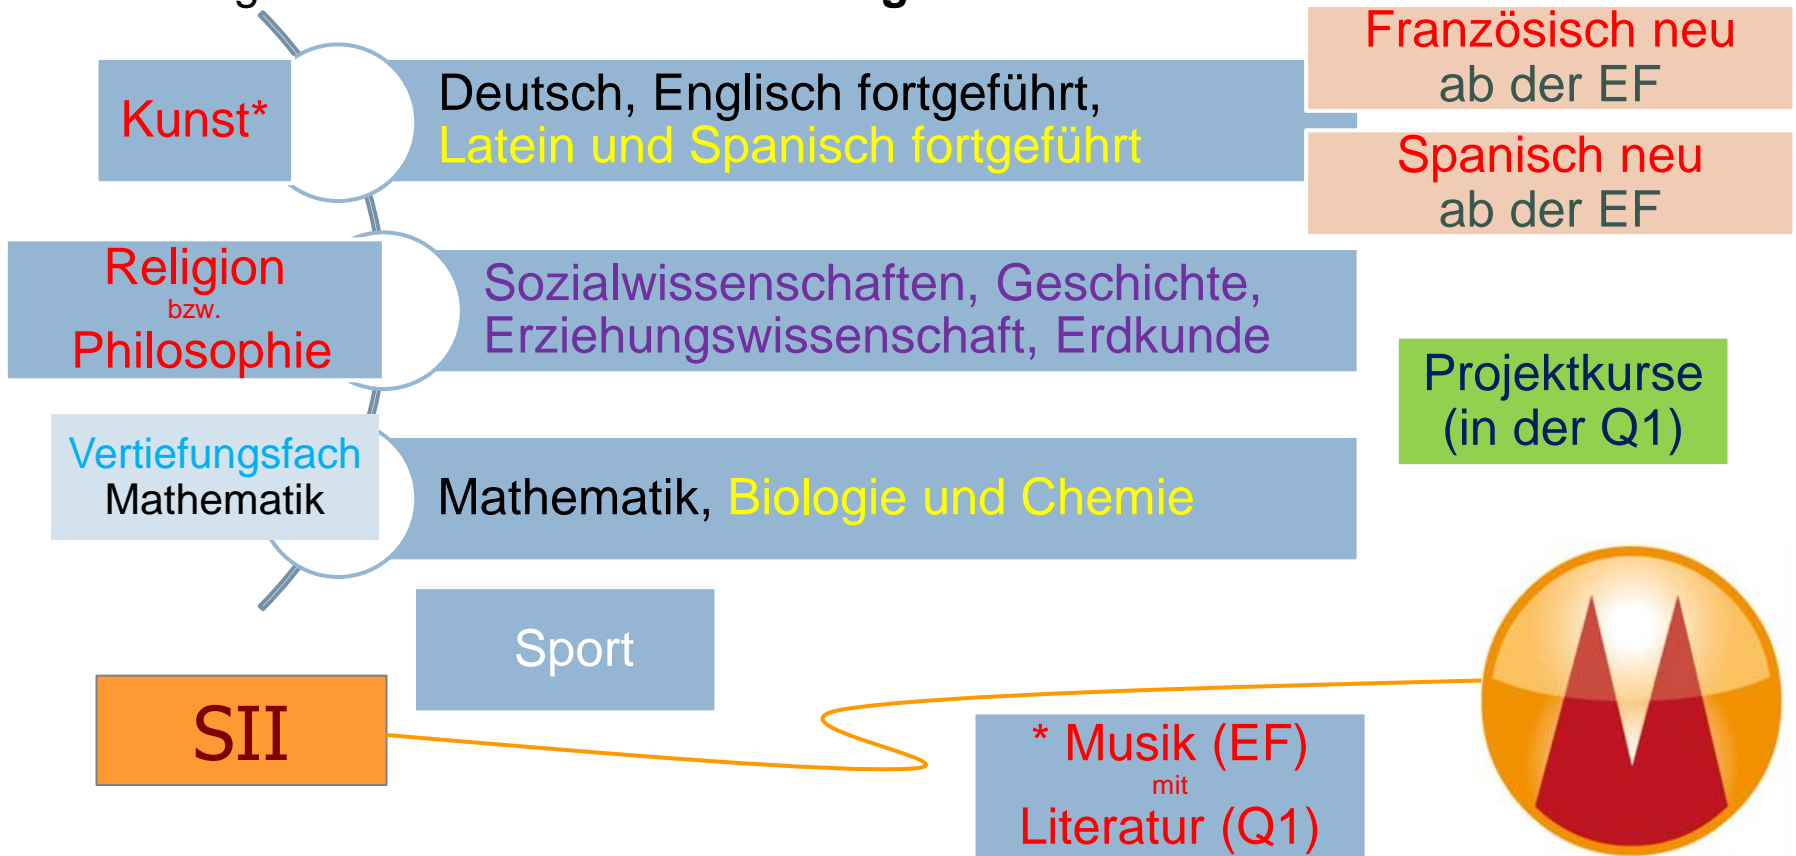 Kunst*
Deutsch, Englisch fortgeführt,
Latein und Spanisch fortgeführt
Französisch neu
ab der EF
Spanisch neu
ab der EF
Religion
bzw.
Philosophie
Sozialwissenschaften, Geschichte,
Erziehungswissenschaft, Erdkunde
Projektkurse
(in der Q1)
Vertiefungsfach
Mathematik
Mathematik, Biologie und Chemie
Sport
SII
* Musik (EF)
mit
Literatur (Q1)